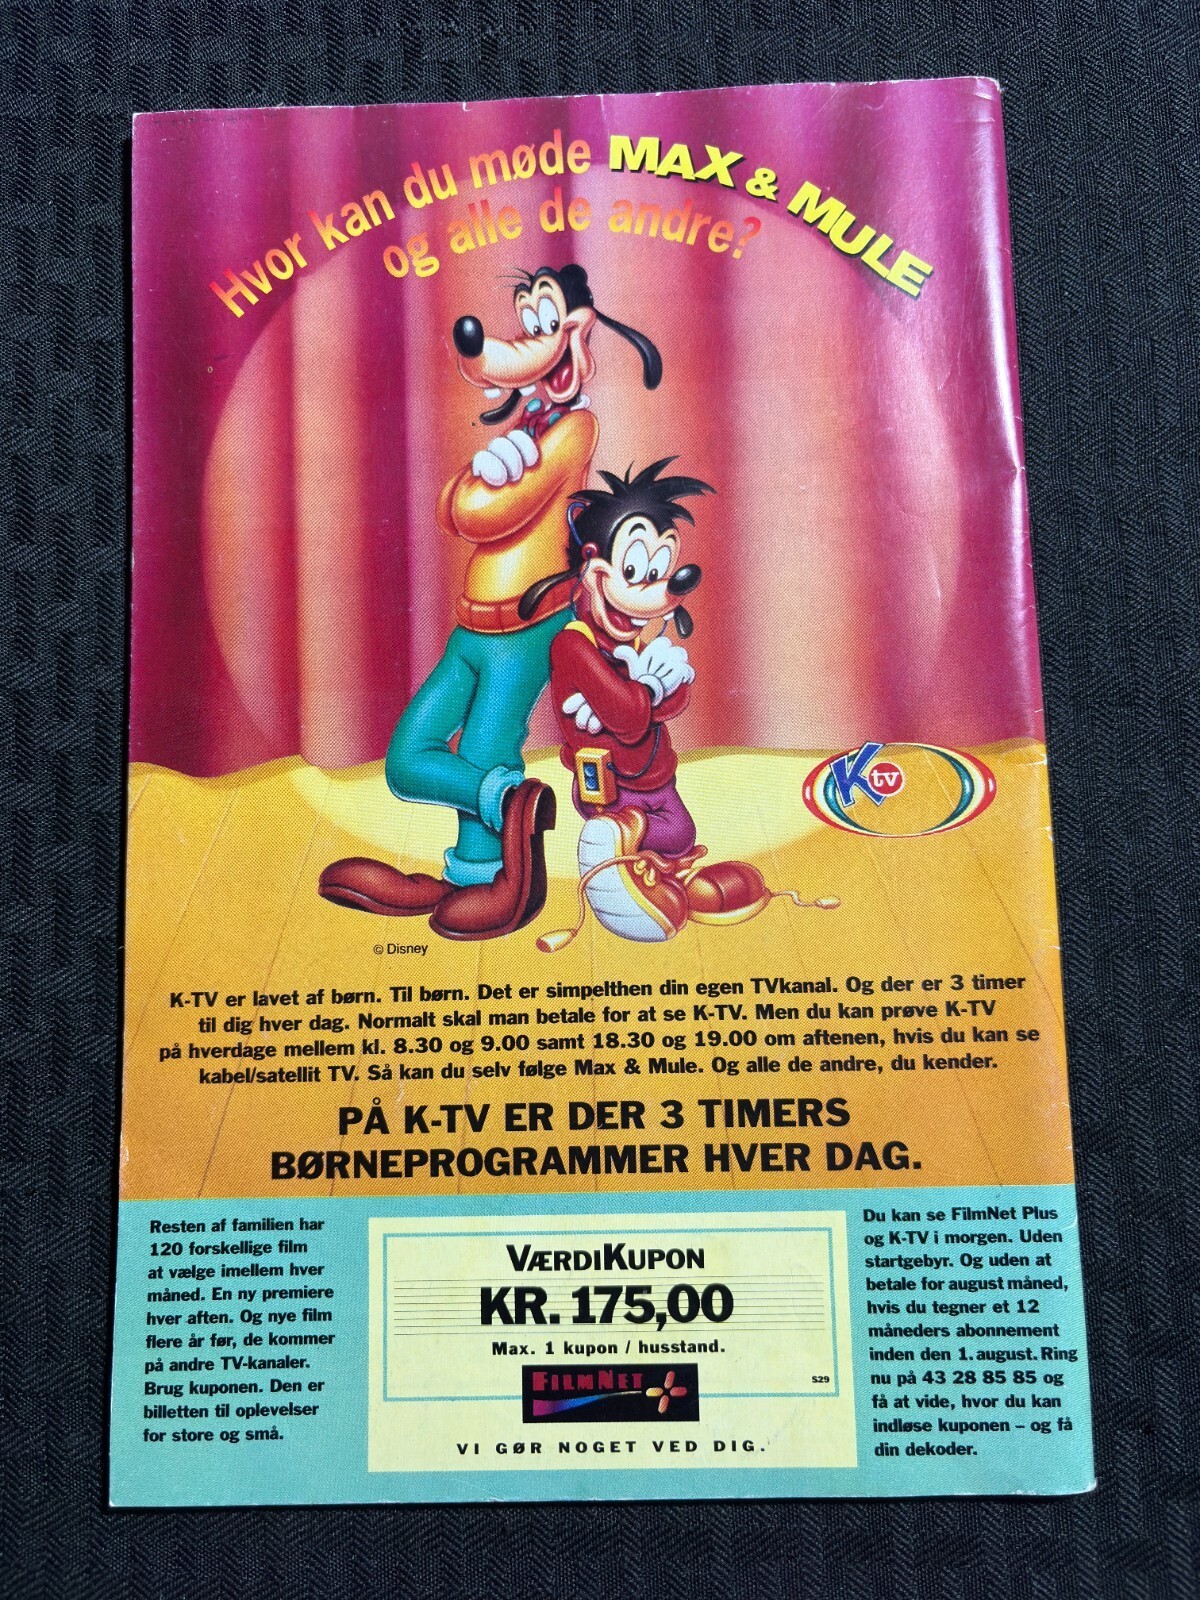 Hvor kan du møde MAX & MULE
og alle de andre?
K tv
© Disney
K-TV er lavet af børn. Til børn. Det er simpelthen din egen TVkanal. Og der er 3 timer
til dig hver dag. Normalt skal man betale for at se K-TV. Men du kan prøve K-TV
på hverdage mellem kl. 8.30 og 9.00 samt 18.30 og 19.00 om aftenen, hvis du kan se
kabel/satellit TV. Så kan du selv følge Max & Mule. Og alle de andre, du kender.
PÅ K-TV ER DER 3 TIMERS
BØRNEPROGRAMMER HVER DAG.
Resten af familien har
120 forskellige film
at vælge imellem hver
måned. En ny premiere
hver aften. Og nye film
flere år før, de kommer
på andre TV-kanaler.
Brug kuponen. Den er
billetten til oplevelser
for store og små.
VÆRDIKUPON
KR. 175,00
Max. 1 kupon / husstand.
FILMNET
S29
VI GØR NOGET VED DIG.
Du kan se FilmNet Plus
og K-TV i morgen. Uden
startgebyr. Og uden at
betale for august måned,
hvis du tegner et 12
måneders abonnement
inden den 1. august. Ring
nu på 43 28 85 85 og
få at vide, hvor du kan
indløse kuponen – og få
din dekoder.